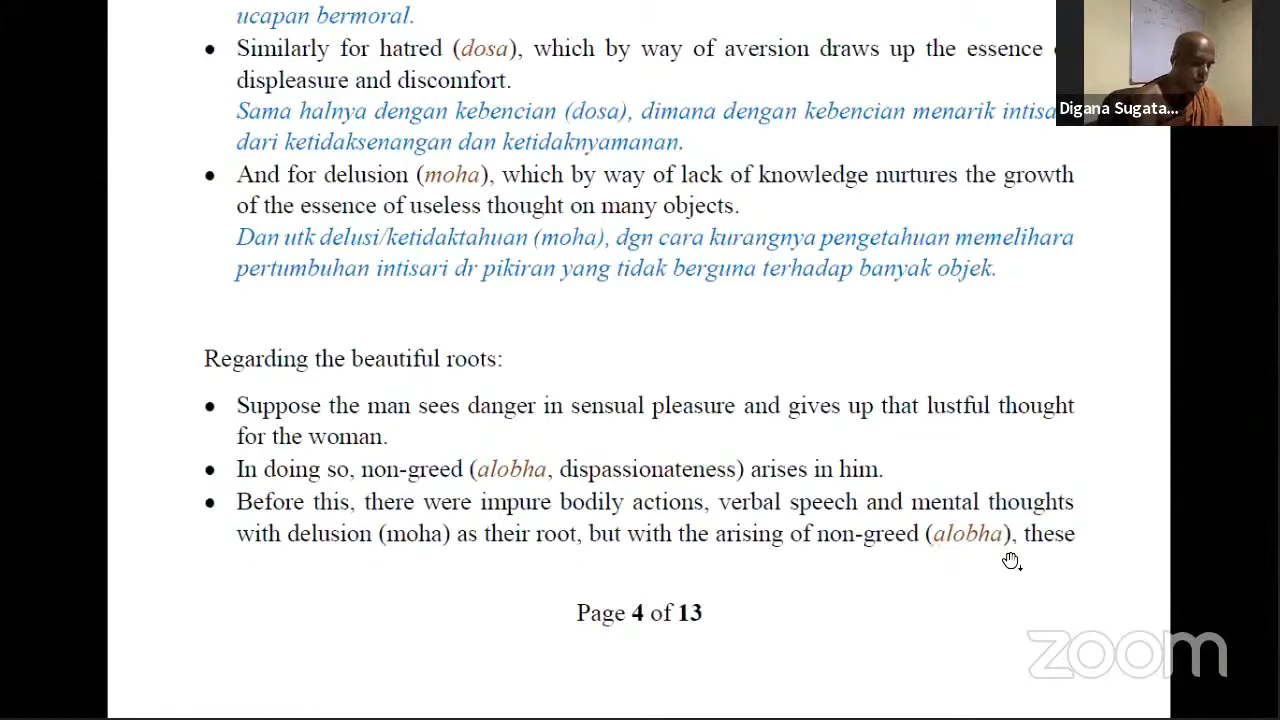 ucapan bermoral.
• Similarly for hatred (dosa), which by way of aversion draws up the essence
displeasure and discomfort.
Sama halnya dengan kebencian (dosa), dimana dengan kebencian menarik
dari ketidaksenangan dan ketidaknyamanan.
• And for delusion (moha), which by way of lack of knowledge nurtures the growth
of the essence of useless thought on many objects.
Dan utk delusi/ketidaktahuan (moha), dgn cara kurangnya pengetahuan memelihara
pertumbuhan intisari dr pikiran yang tidak berguna terhadap banyak objek.
Regarding the beautiful roots:
• Suppose the man sees danger in sensual pleasure and gives up that lustful thought
for the woman.
• In doing so, non-greed (alobha, dispassionateness) arises in him.
• Before this, there were impure bodily actions, verbal speech and mental thoughts
with delusion (moha) as their root, but with the arising of non-greed (alobha), these
Page 4 of 13
Digana Sugata...
zoom